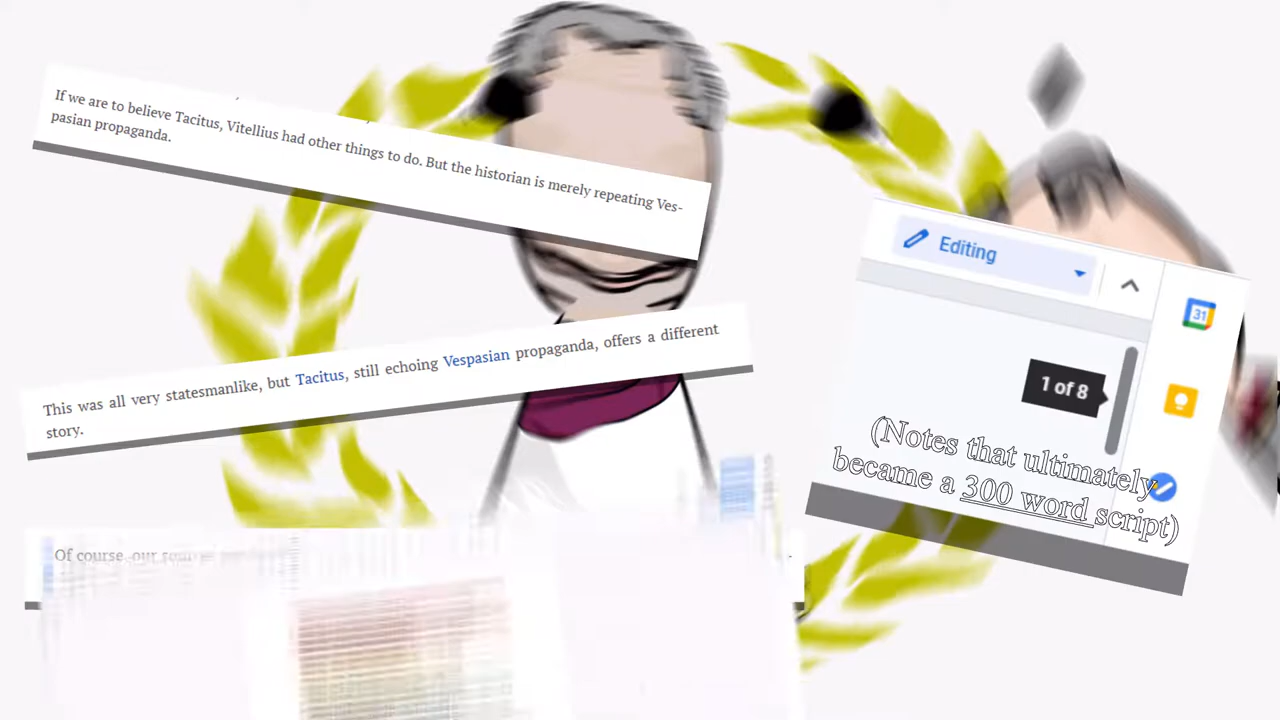 If we are to believe Tacitus, Vitellius had other things to do. But the historian is merely repeating Ves-
pasian propaganda.
This was all very statesmanlike, but Tacitus, still echoing Vespasian propaganda, offers a different
story.
Of course, our
Editing
31
1 of 8
(Notes that ultimately
became a 300 word script)